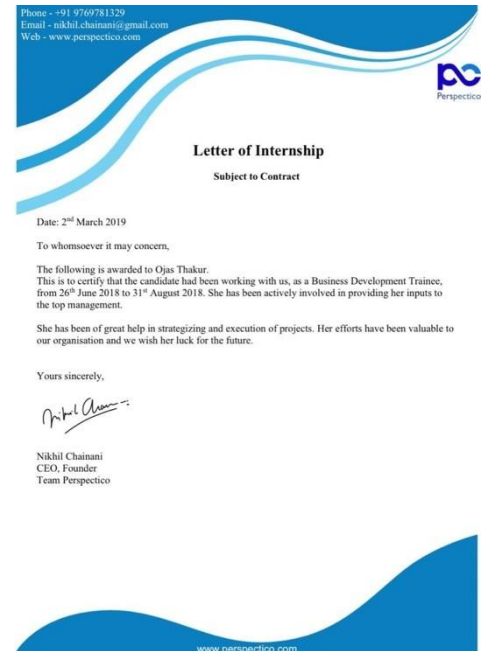 Phone - +91 9769781329
Email - nikhil.chainani@gmail.com
Web - www.perspectico.com
pc
Perspectico
Letter of Internship
Subject to Contract
Date: 2nd March 2019
To whomsoever it may concern,
The following is awarded to Ojas Thakur.
This is to certify that the candidate had been working with us, as a Business Development Trainee,
from 26th June 2018 to 31st August 2018. She has been actively involved in providing her inputs to
the top management.
She has been of great help in strategizing and execution of projects. Her efforts have been valuable to
our organisation and we wish her luck for the future.
Yours sincerely,
Nikhil Chainani
CEO, Founder
Team Perspectico
www.perspectico.com